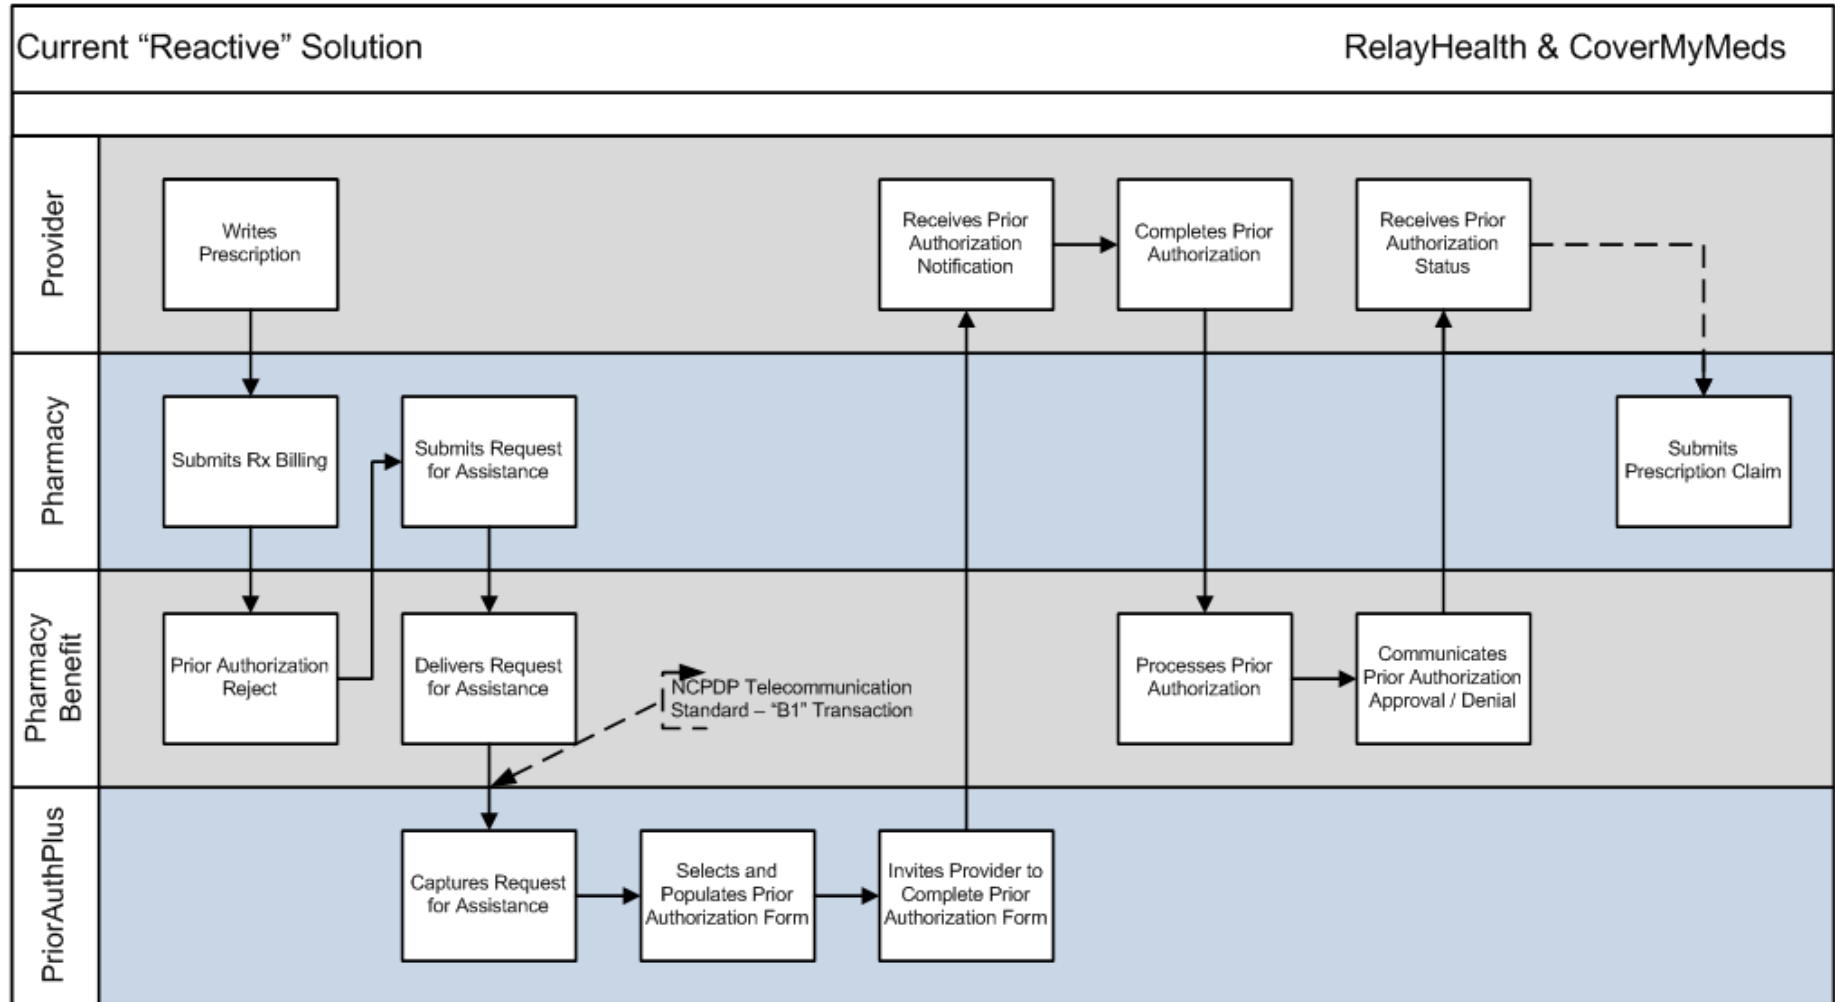 Current “Reactive” Solution
RelayHealth & CoverMyMeds
Provider
Writes
Prescription
Receives Prior
Authorization
Notification
Completes Prior
Authorization
Receives Prior
Authorization
Status
Pharmacy
Submits Rx Billing
Submits Request
for Assistance
Submits
Prescription Claim
Pharmacy
Benefit
Prior Authorization
Reject
Delivers Request
for Assistance
NCPDP Telecommunication
Standard – “B1” Transaction
Processes Prior
Authorization
Communicates
Prior Authorization
Approval / Denial
PriorAuthPlus
Captures Request
for Assistance
Selects and
Populates Prior
Authorization Form
Invites Provider to
Complete Prior
Authorization Form